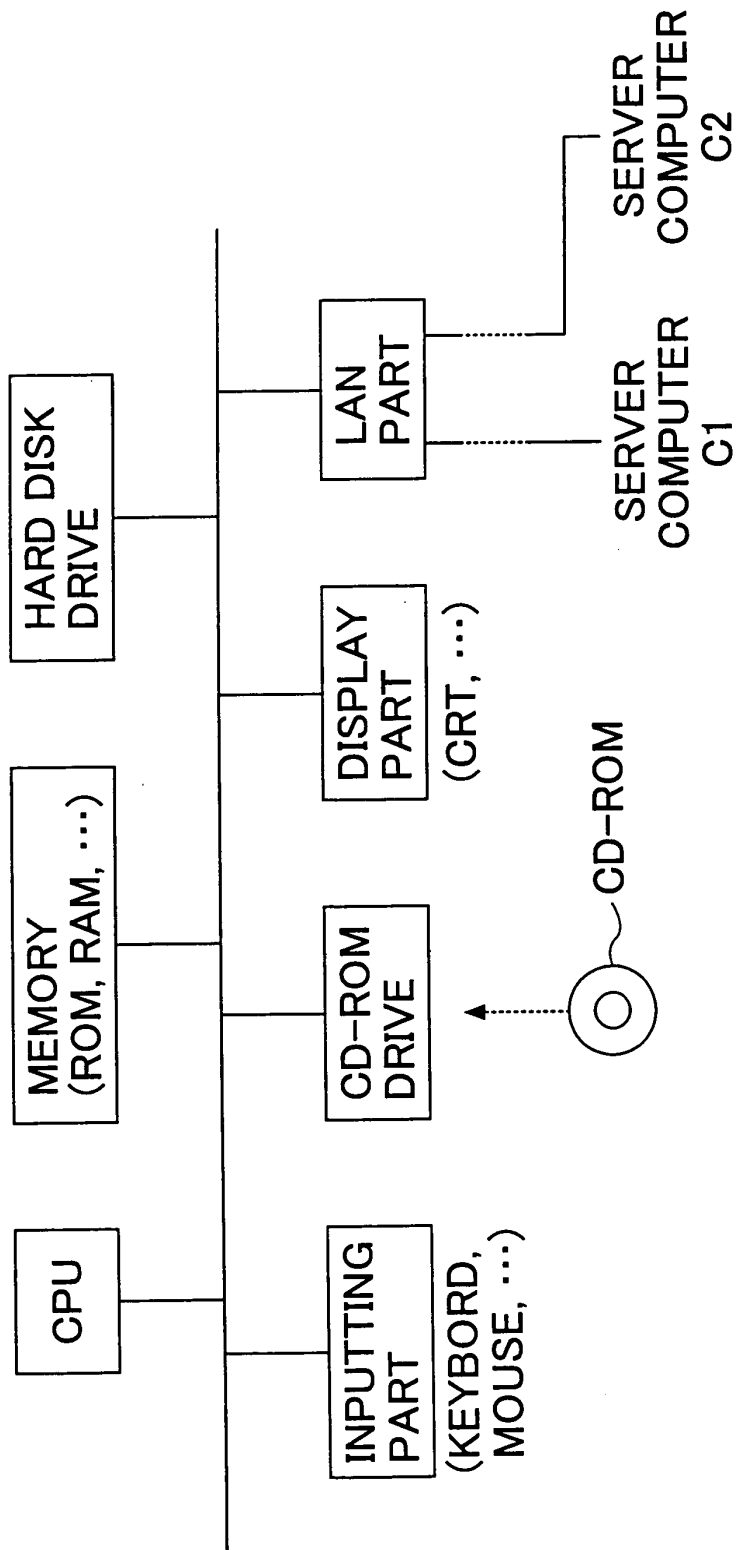 CPU
MEMORY
(ROM, RAM, ⋯)
HARD DISK
DRIVE
INPUTTING
PART
(KEYBORD,
MOUSE, ⋯)
CD-ROM
DRIVE
CD-ROM
DISPLAY
PART
(CRT, ⋯)
LAN
PART
SERVER
COMPUTER
C1
SERVER
COMPUTER
C2